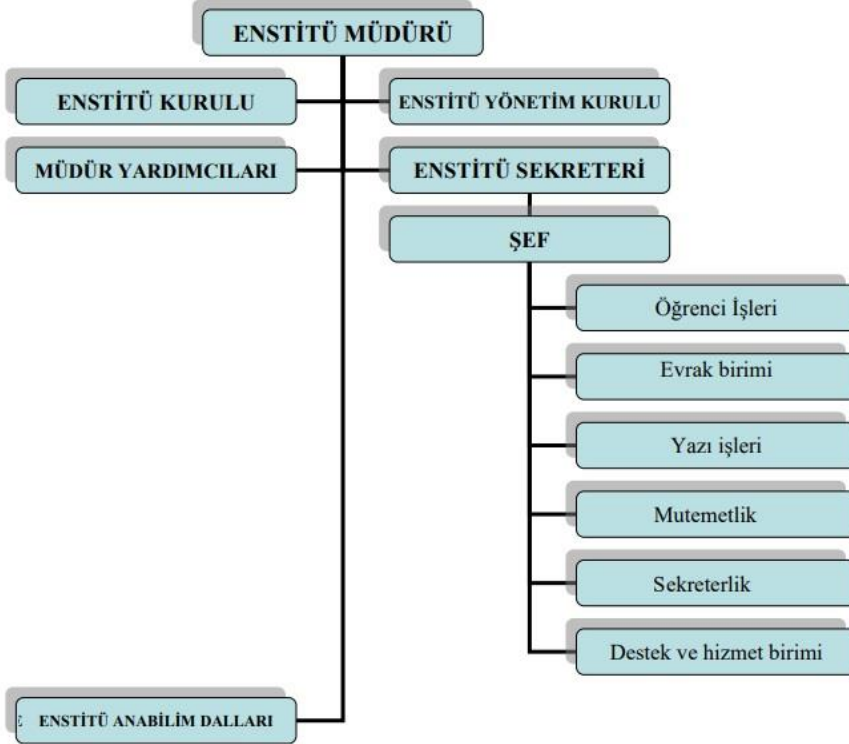 ENSTİTÜ MÜDÜRÜ
ENSTİTÜ KURULU
ENSTİTÜ YÖNETİM KURULU
MÜDÜR YARDIMCILARI
ENSTİTÜ SEKRETERİ
ŞEF
Öğrenci İşleri
Evrak birimi
Yazı işleri
Mutemetlik
Sekreterlik
Destek ve hizmet birimi
E ENSTİTÜ ANABİLİM DALLARI